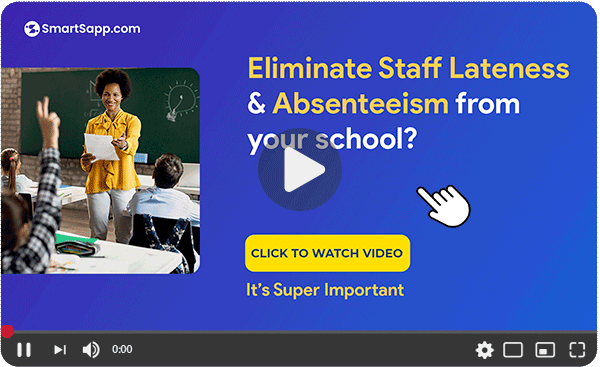 SmartSapp.com
Eliminate Staff Lateness
& Absenteeism from
your school?
CLICK TO WATCH VIDEO
It's Super Important
0:00